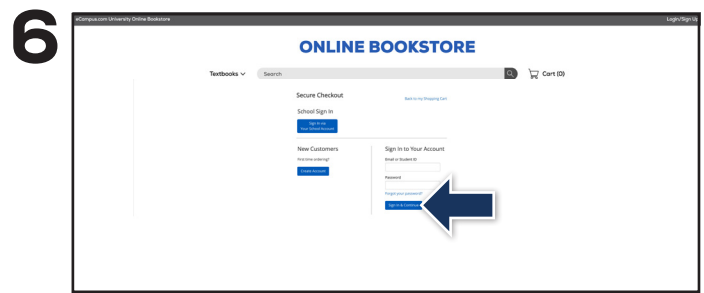 6
eCampus.com University Online Bookstore
Login/Sign Up
ONLINE BOOKSTORE
Textbooks
Search
Cart (0)
Secure Checkout
Back to my Shopping Cart
School Sign In
Sign In via
Your School Account
New Customers
First time ordering?
Create Account
Sign In to Your Account
Email or Student ID
Password
Forgot your password?
Sign In & Continue